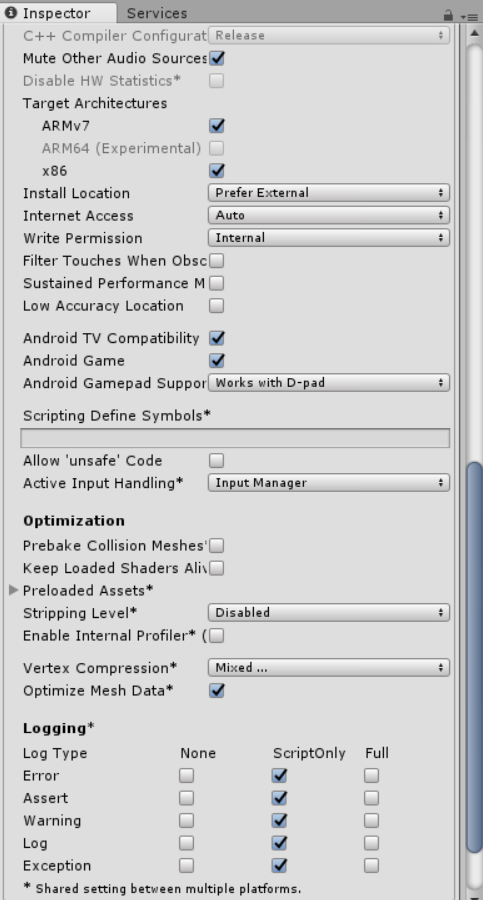 Inspector Services
C++ Compiler Configurat Release
Mute Other Audio Sources
Disable HW Statistics*
Target Architectures
ARMv7
ARM64 (Experimental)
x86
Install Location Prefer External
Internet Access Auto
Write Permission Internal
Filter Touches When Obsc
Sustained Performance M
Low Accuracy Location
Android TV Compatibility
Android Game
Android Gamepad Suppor Works with D-pad
Scripting Define Symbols*
Allow 'unsafe' Code
Active Input Handling* Input Manager
Optimization
Prebake Collision Meshes*
Keep Loaded Shaders Aliv
Preloaded Assets*
Stripping Level* Disabled
Enable Internal Profiler* (
Vertex Compression* Mixed ...
Optimize Mesh Data*
Logging*
Log Type None ScriptOnly Full
Error
Assert
Warning
Log
Exception
* Shared setting between multiple platforms.